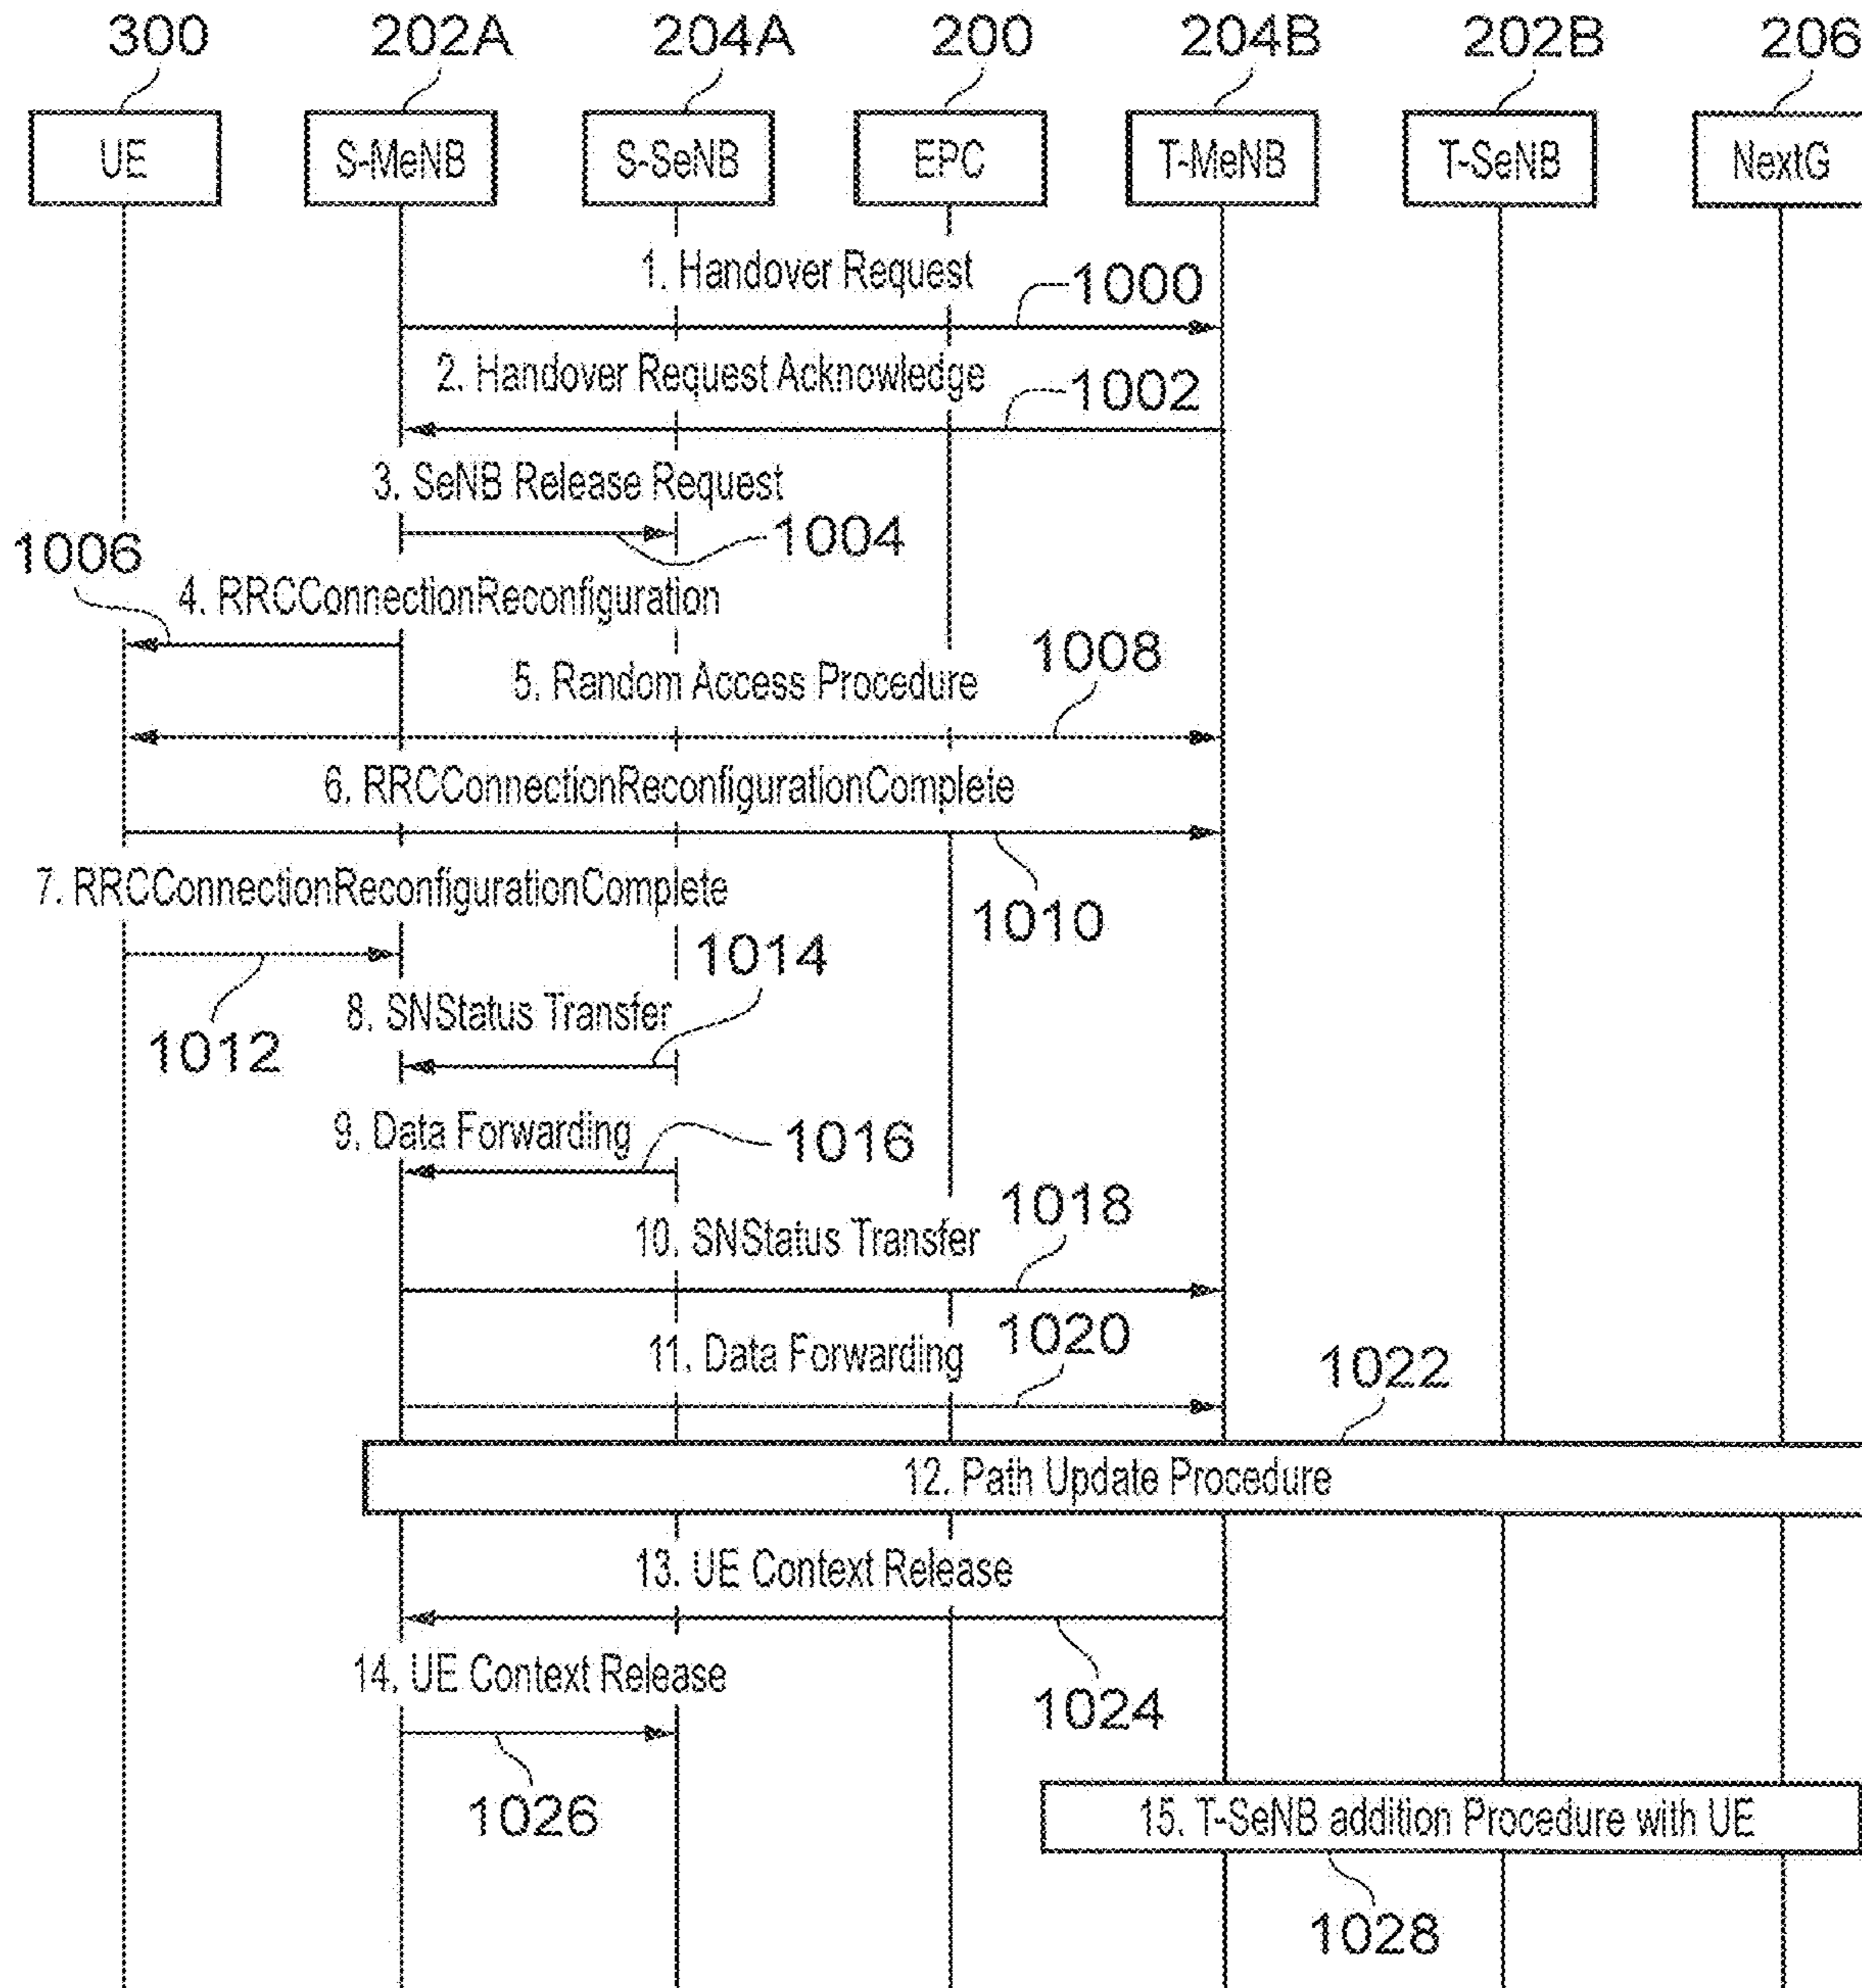 300 202A 204A 200 204B 202B 206
UE S-MeNB S-SeNB EPC T-MeNB T-SeNB NextG
1. Handover Request
1000
2. Handover Request Acknowledge
1002
3. SeNB Release Request
1004
1006
4. RRCConnectionReconfiguration
1008
5. Random Access Procedure
6. RRCConnectionReconfigurationComplete
1010
7. RRCConnectionReconfigurationComplete
1012
1014
8. SNStatus Transfer
9. Data Forwarding
1016
1018
10. SNStatus Transfer
1020
11. Data Forwarding
1022
12. Path Update Procedure
13. UE Context Release
1024
14. UE Context Release
1026
15. T-SeNB addition Procedure with UE
1028